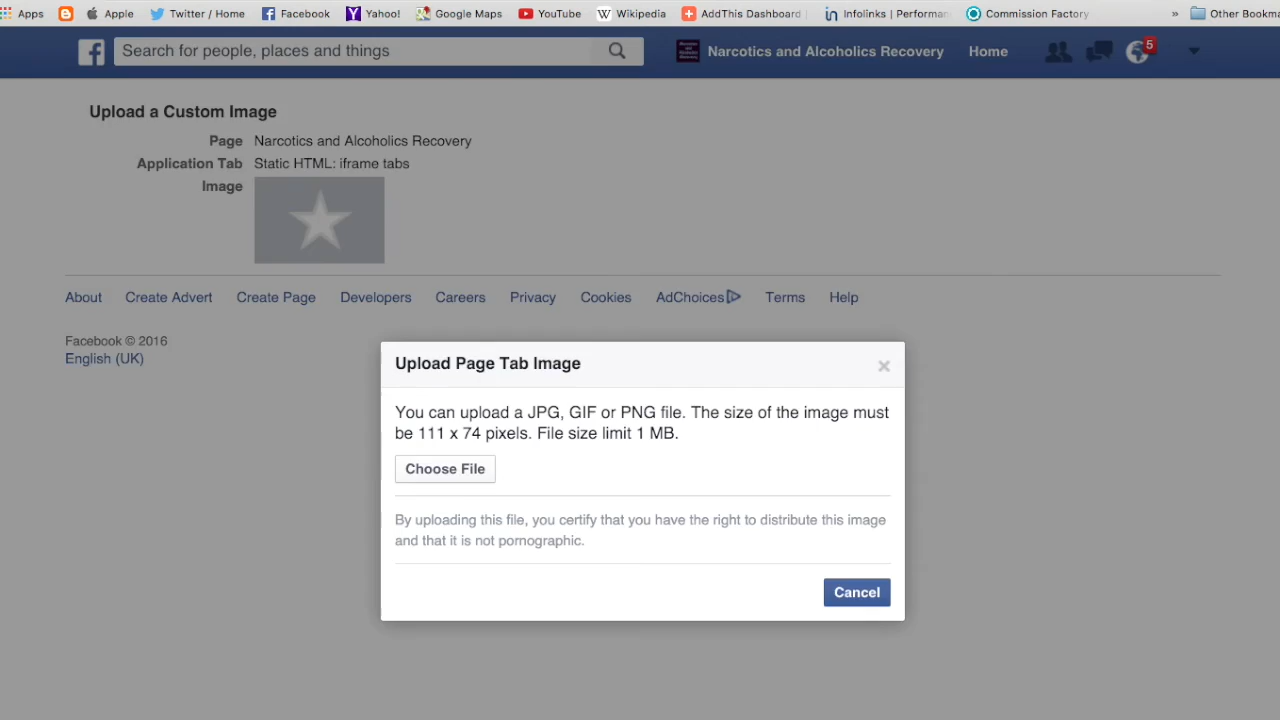 Apps Apple Twitter / Home Facebook Yahoo! Google Maps YouTube Wikipedia AddThis Dashboard Infolinks | Performan Commission Factory » Other Bookma
Search for people, places and things Narcotics and Alcoholics Recovery Home 5
Upload a Custom Image
Page Narcotics and Alcoholics Recovery
Application Tab Static HTML: iframe tabs
Image
About Create Advert Create Page Developers Careers Privacy Cookies AdChoices Terms Help
Facebook © 2016
English (UK)
Upload Page Tab Image
You can upload a JPG, GIF or PNG file. The size of the image must
be 111 x 74 pixels. File size limit 1 MB.
Choose File
By uploading this file, you certify that you have the right to distribute this image
and that it is not pornographic.
Cancel